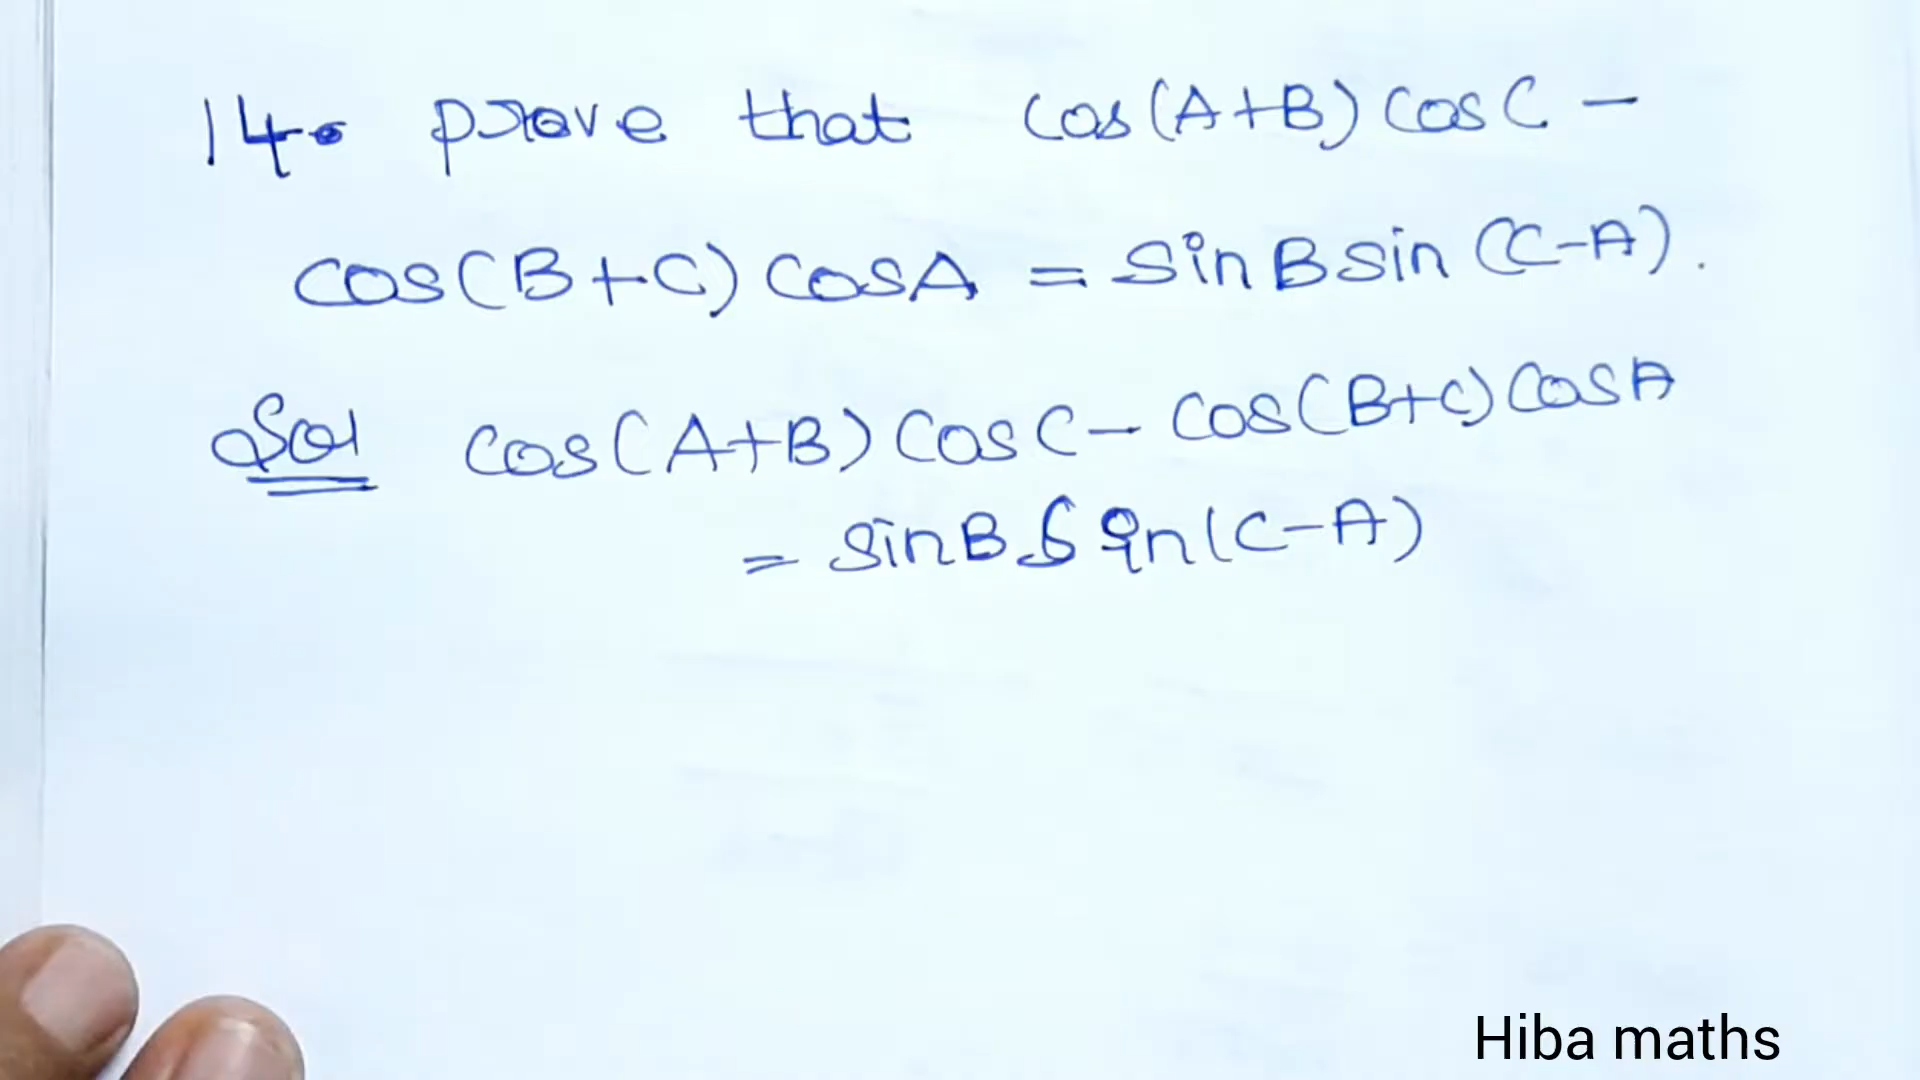 14. prove that cos(A+B) cos C -
cos(B+C) cosA = sin B sin (C-A).
Sol cos(A+B) cos C - cos(B+C) cos A
= sin B sin(C-A)
Hiba maths